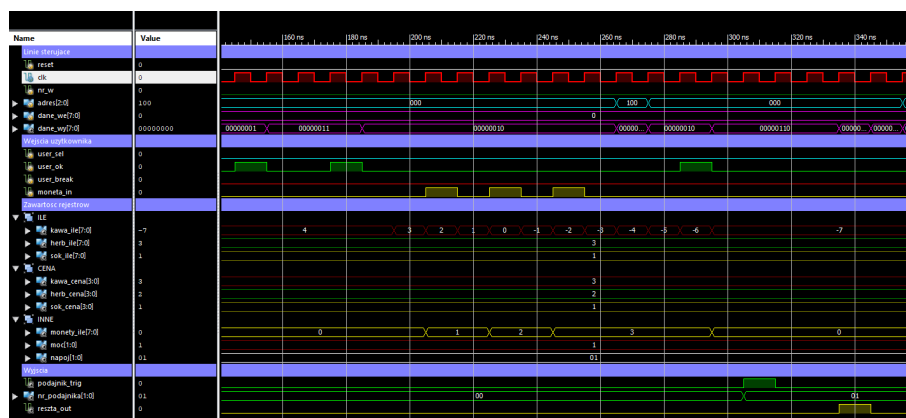 Name Value 160 ns 180 ns 200 ns 220 ns 240 ns 260 ns 280 ns 300 ns 320 ns 340 ns
Linie sterujace
reset 0
clk 0
nr_w 0
adres[2:0] 100 000 100 000
dane_we[7:0] 0 0
dane_wy[7:0] 00000000 00000001 00000011 00000010 00000... 00000010 00000110 00000... 00000...
Wejscia uzytkownika
user_sel 0
user_ok 0
user_break 0
moneta_in 0
Zawartosc rejestrow
ILE
kawa_ile[7:0] -7 4 3 2 1 0 -1 -2 -3 -4 -5 -6 -7
herb_ile[7:0] 3 3
sok_ile[7:0] 1 1
CENA
kawa_cena[3:0] 3 3
herb_cena[3:0] 2 2
sok_cena[3:0] 1 1
INNE
monety_ile[7:0] 0 0 1 2 3 0
moc[1:0] 1 1
napoj[1:0] 01 01
Wyjscia
podajnik_trig 0
nr_podajnika[1:0] 01 00 01
reszta_out 0